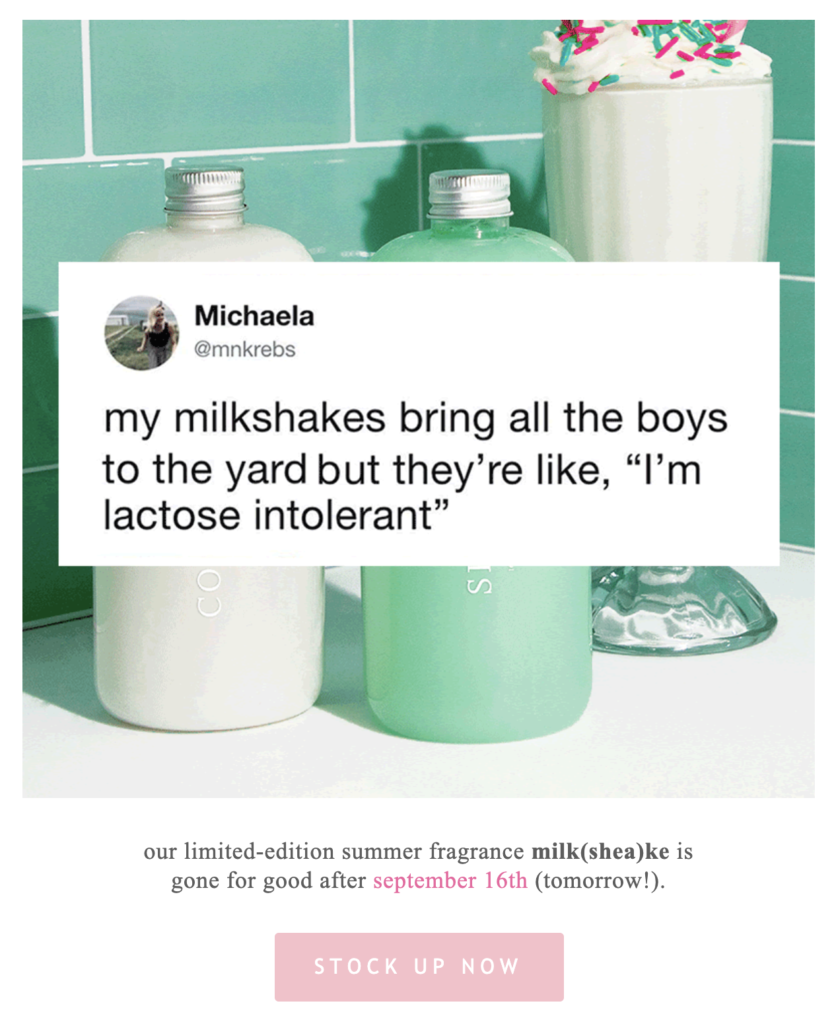 Michaela
@mnkrebs
my milkshakes bring all the boys
to the yard but they're like, “I'm
lactose intolerant”
CO
S
our limited-edition summer fragrance milk(shea)ke is
gone for good after september 16th (tomorrow!).
STOCK UP NOW